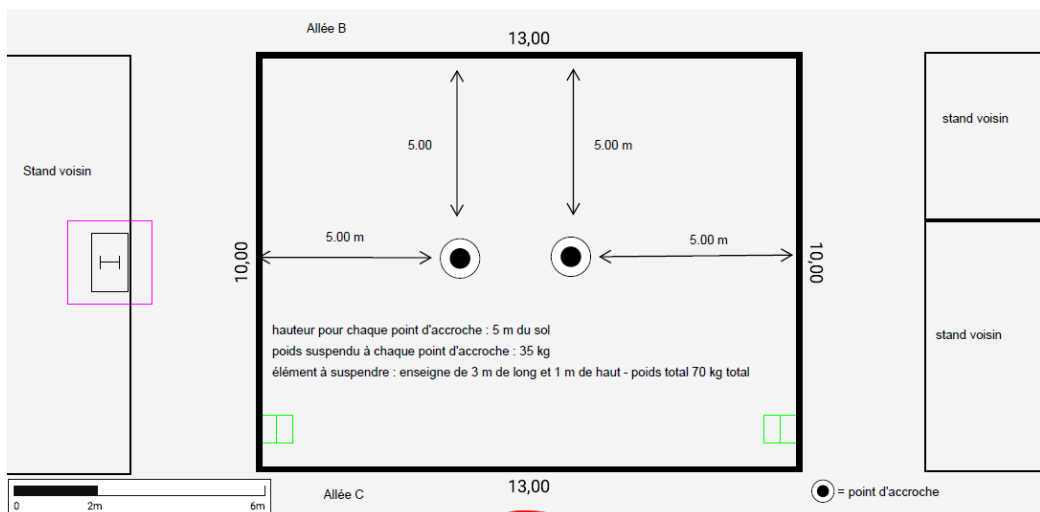 Allée B
13,00
Stand voisin
stand voisin
5.00
5.00 m
5.00 m
5.00 m
10,00
10,00
hauteur pour chaque point d'accroche : 5 m du sol
poids suspendu à chaque point d'accroche : 35 kg
élément à suspendre : enseigne de 3 m de long et 1 m de haut - poids total 70 kg total
stand voisin
0 2m 6m
Allée C
13,00
= point d'accroche